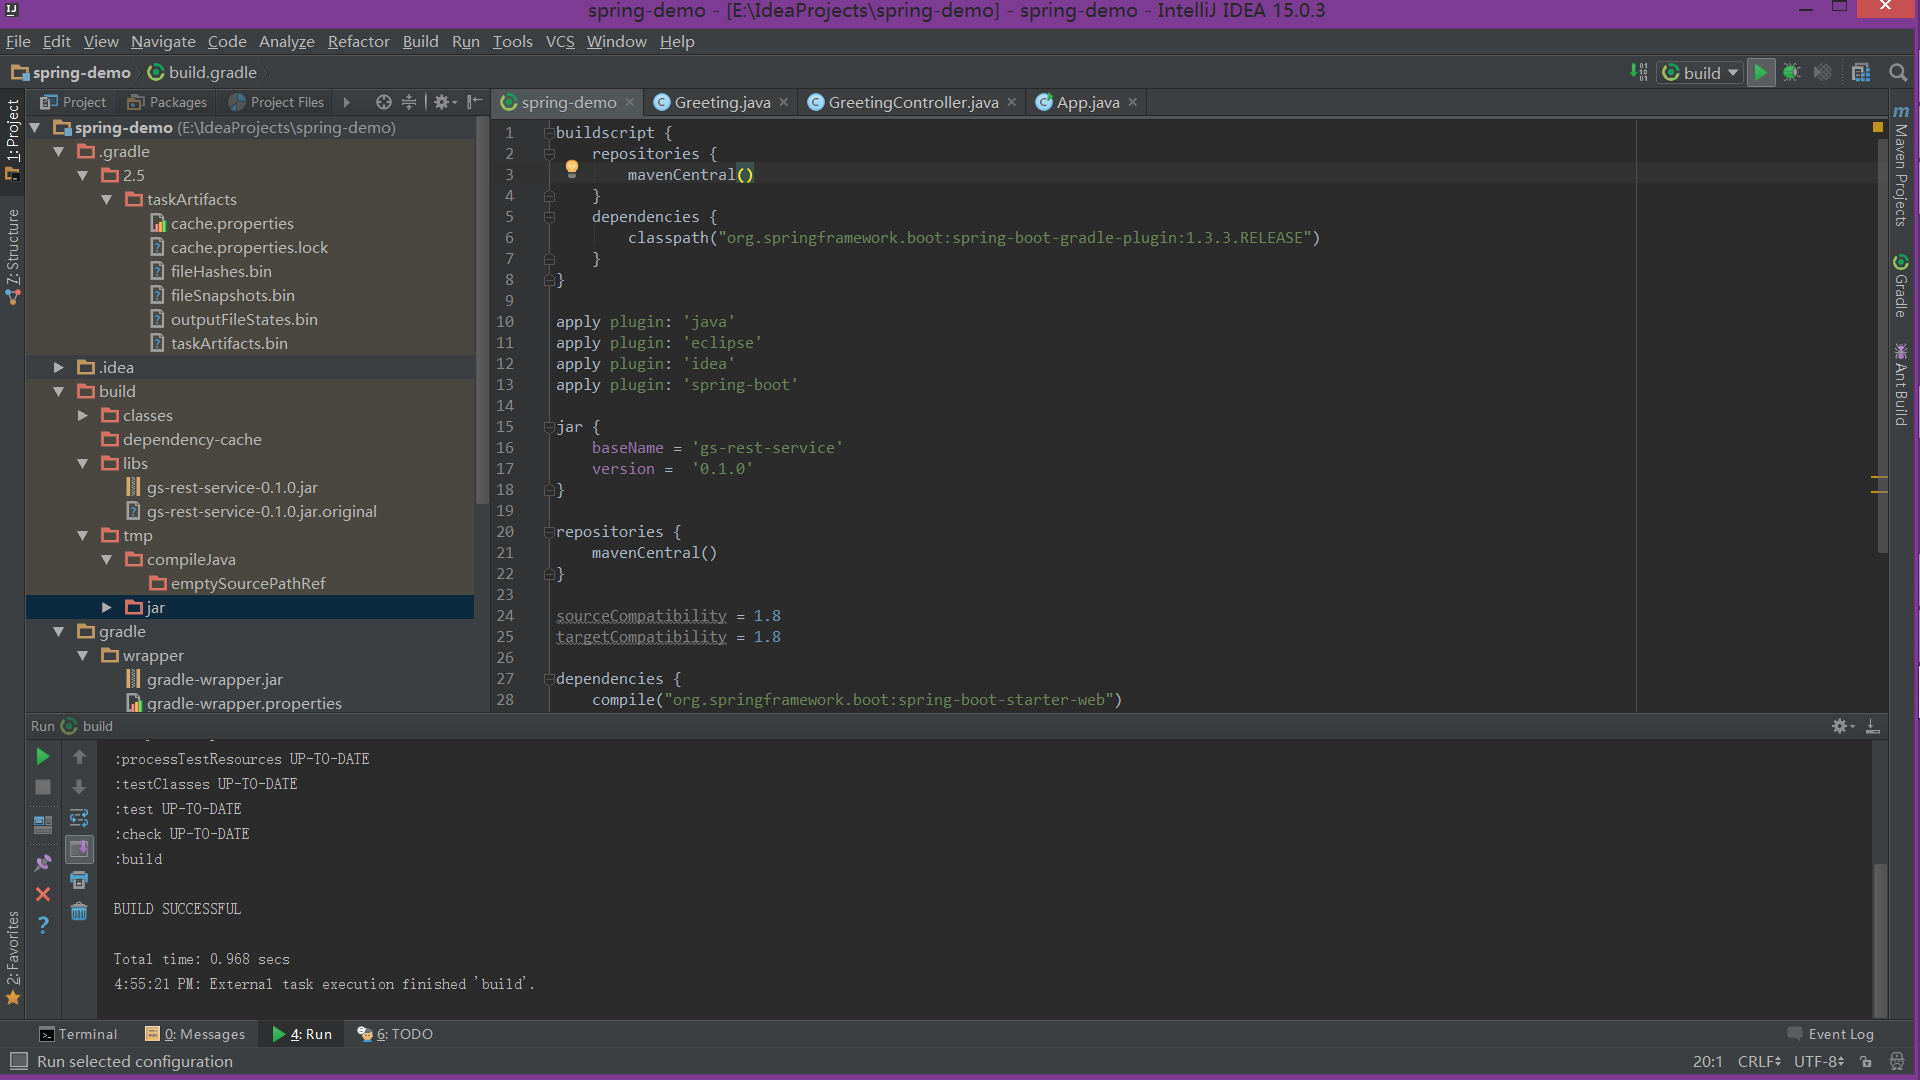 spring-demo - [E:\IdeaProjects\spring-demo] - spring-demo - IntelliJ IDEA 15.0.3
File Edit View Navigate Code Analyze Refactor Build Run Tools VCS Window Help
spring-demo build.gradle
build
Project Packages Project Files
spring-demo Greeting.java GreetingController.java App.java
1: Project
Z: Structure
2: Favorites
spring-demo (E:\IdeaProjects\spring-demo)
.gradle
2.5
taskArtifacts
cache.properties
cache.properties.lock
fileHashes.bin
fileSnapshots.bin
outputFileStates.bin
taskArtifacts.bin
.idea
build
classes
dependency-cache
libs
gs-rest-service-0.1.0.jar
gs-rest-service-0.1.0.jar.original
tmp
compileJava
emptySourcePathRef
jar
gradle
wrapper
gradle-wrapper.jar
gradle-wrapper.properties
1 buildscript {
2 repositories {
3 mavenCentral()
4 }
5 dependencies {
6 classpath("org.springframework.boot:spring-boot-gradle-plugin:1.3.3.RELEASE")
7 }
8 }
9
10 apply plugin: 'java'
11 apply plugin: 'eclipse'
12 apply plugin: 'idea'
13 apply plugin: 'spring-boot'
14
15 jar {
16 baseName = 'gs-rest-service'
17 version =  '0.1.0'
18 }
19
20 repositories {
21 mavenCentral()
22 }
23
24 sourceCompatibility = 1.8
25 targetCompatibility = 1.8
26
27 dependencies {
28 compile("org.springframework.boot:spring-boot-starter-web")
Maven Projects
Gradle
Ant Build
Run build
:processTestResources UP-TO-DATE
:testClasses UP-TO-DATE
:test UP-TO-DATE
:check UP-TO-DATE
:build
BUILD SUCCESSFUL
Total time: 0.968 secs
4:55:21 PM: External task execution finished 'build'.
Terminal 0: Messages 4: Run 6: TODO Event Log
Run selected configuration 20:1 CRLF UTF-8